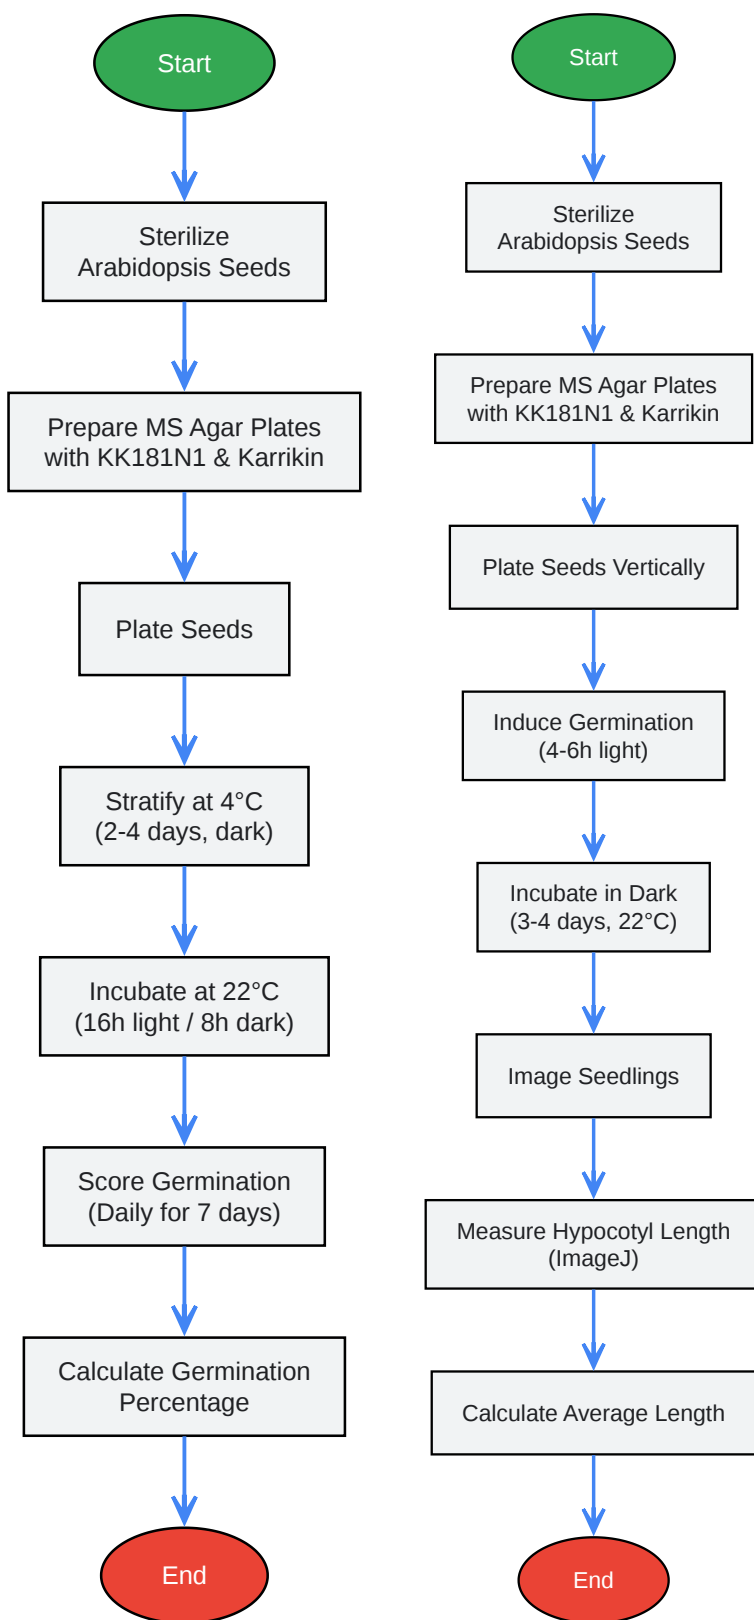 Start
Sterilize
Arabidopsis Seeds
Prepare MS Agar Plates
with KK181N1 & Karrikin
Plate Seeds
Stratify at 4°C
(2-4 days, dark)
Incubate at 22°C
(16h light / 8h dark)
Score Germination
(Daily for 7 days)
Calculate Germination
Percentage
End
Start
Sterilize
Arabidopsis Seeds
Prepare MS Agar Plates
with KK181N1 & Karrikin
Plate Seeds Vertically
Induce Germination
(4-6h light)
Incubate in Dark
(3-4 days, 22°C)
Image Seedlings
Measure Hypocotyl Length
(ImageJ)
Calculate Average Length
End